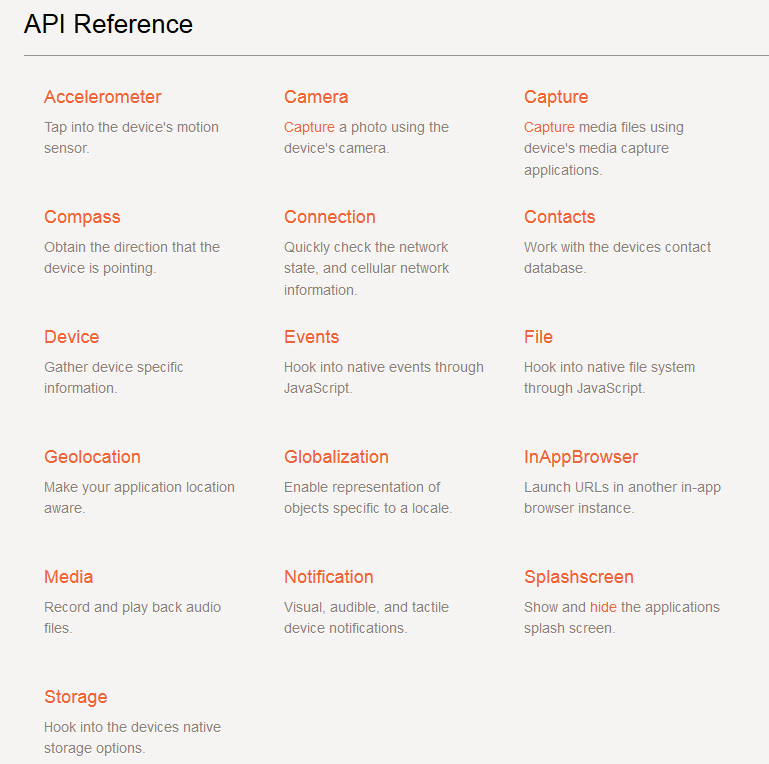 API Reference
Accelerometer
Tap into the device's motion
sensor.
Camera
Capture a photo using the
device's camera.
Capture
Capture media files using
device's media capture
applications.
Compass
Obtain the direction that the
device is pointing.
Connection
Quickly check the network
state, and cellular network
information.
Contacts
Work with the devices contact
database.
Device
Gather device specific
information.
Events
Hook into native events through
JavaScript.
File
Hook into native file system
through JavaScript.
Geolocation
Make your application location
aware.
Globalization
Enable representation of
objects specific to a locale.
InAppBrowser
Launch URLs in another in-app
browser instance.
Media
Record and play back audio
files.
Notification
Visual, audible, and tactile
device notifications.
Splashscreen
Show and hide the applications
splash screen.
Storage
Hook into the devices native
storage options.